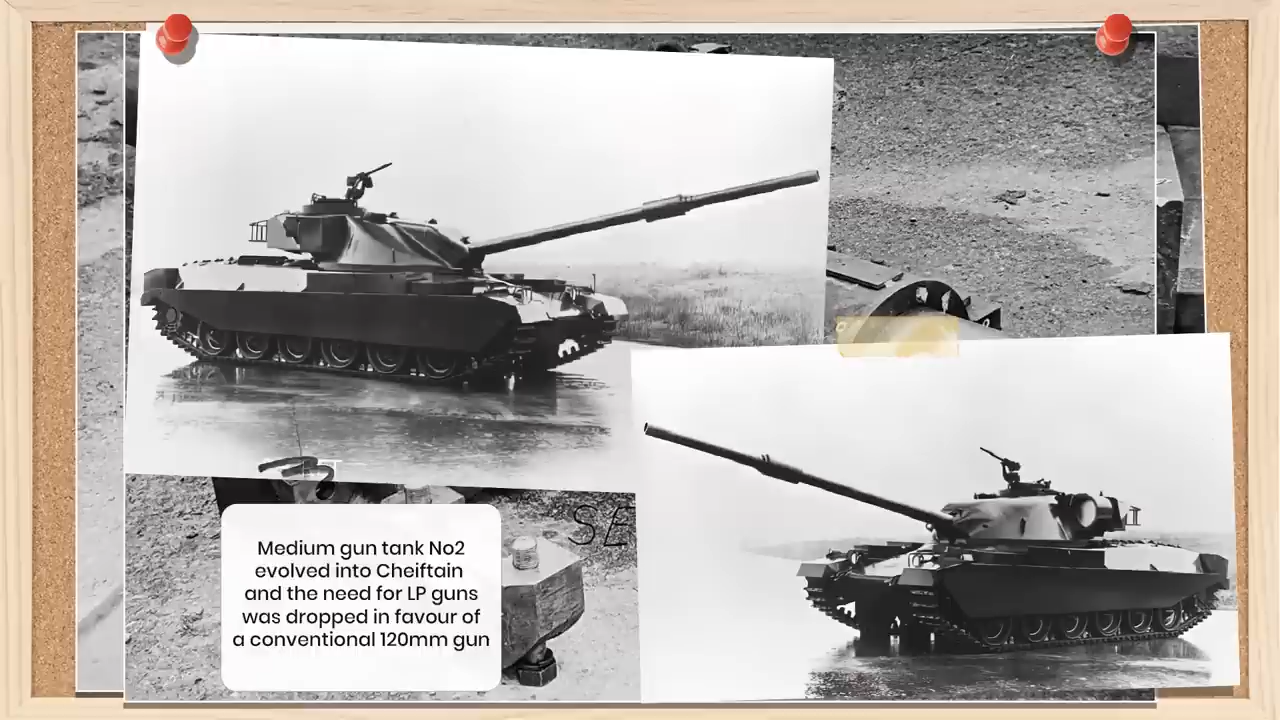 Medium gun tank No2
evolved into Cheiftain
and the need for LP guns
was dropped in favour of
a conventional 120mm gun
SE